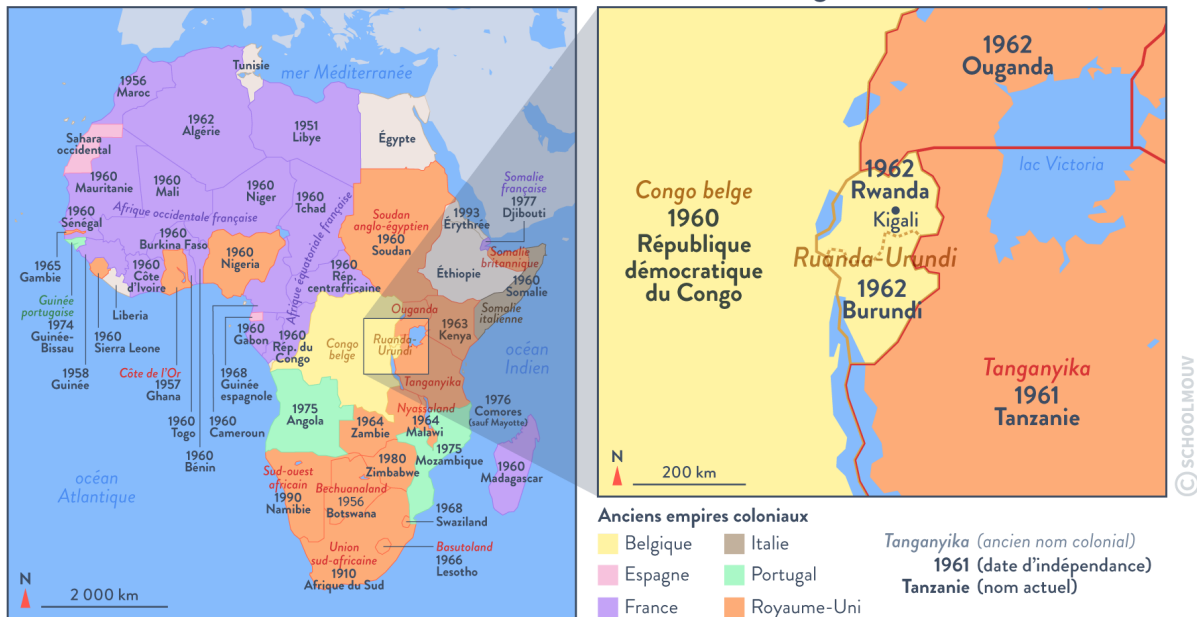 mer Méditerranée
Tunisie
1956
Maroc
1962
Algérie
1951
Libye
Égypte
Sahara
occidental
1960
Mauritanie
1960
Mali
1960
Niger
1960
Tchad
Afrique occidentale française
Afrique équatoriale française
1960
Sénégal
1965
Gambie
Guinée
portugaise
1974
Guinée-
Bissau
1958
Guinée
1960
Sierra Leone
Liberia
1960
Côte
d'Ivoire
1960
Burkina Faso
Côte de l'Or
1957
Ghana
1960
Togo
1960
Bénin
1960
Nigeria
1960
Cameroun
1968
Guinée
espagnole
1960
Gabon
1960
Rép. du
Congo
1960
Rép.
centrafricaine
Soudan
anglo-égyptien
1960
Soudan
1993
Érythrée
Somalie
française
1977
Djibouti
Somalie
britannique
Éthiopie
1960
Somalie
Somalie
italienne
Ouganda
1963
Kenya
Congo
belge
Ruanda-
Urundi
Tanganyika
océan
Indien
1976
Comores
(sauf Mayotte)
Nyassaland
1964
Malawi
1975
Angola
1964
Zambie
1975
Mozambique
1960
Madagascar
1980
Zimbabwe
Sud-ouest
africain
1990
Namibie
Bechuanaland
1956
Botswana
1968
Swaziland
Basutoland
1966
Lesotho
Union
sud-africaine
1910
Afrique du Sud
océan
Atlantique
N
2 000 km
1962
Ouganda
lac Victoria
1962
Rwanda
Kigali
Ruanda-Urundi
1962
Burundi
Congo belge
1960
République
démocratique
du Congo
Tanganyika
1961
Tanzanie
N
200 km
© SCHOOLMOUV
Anciens empires coloniaux
Belgique
Espagne
France
Italie
Portugal
Royaume-Uni
Tanganyika (ancien nom colonial)
1961 (date d'indépendance)
Tanzanie (nom actuel)